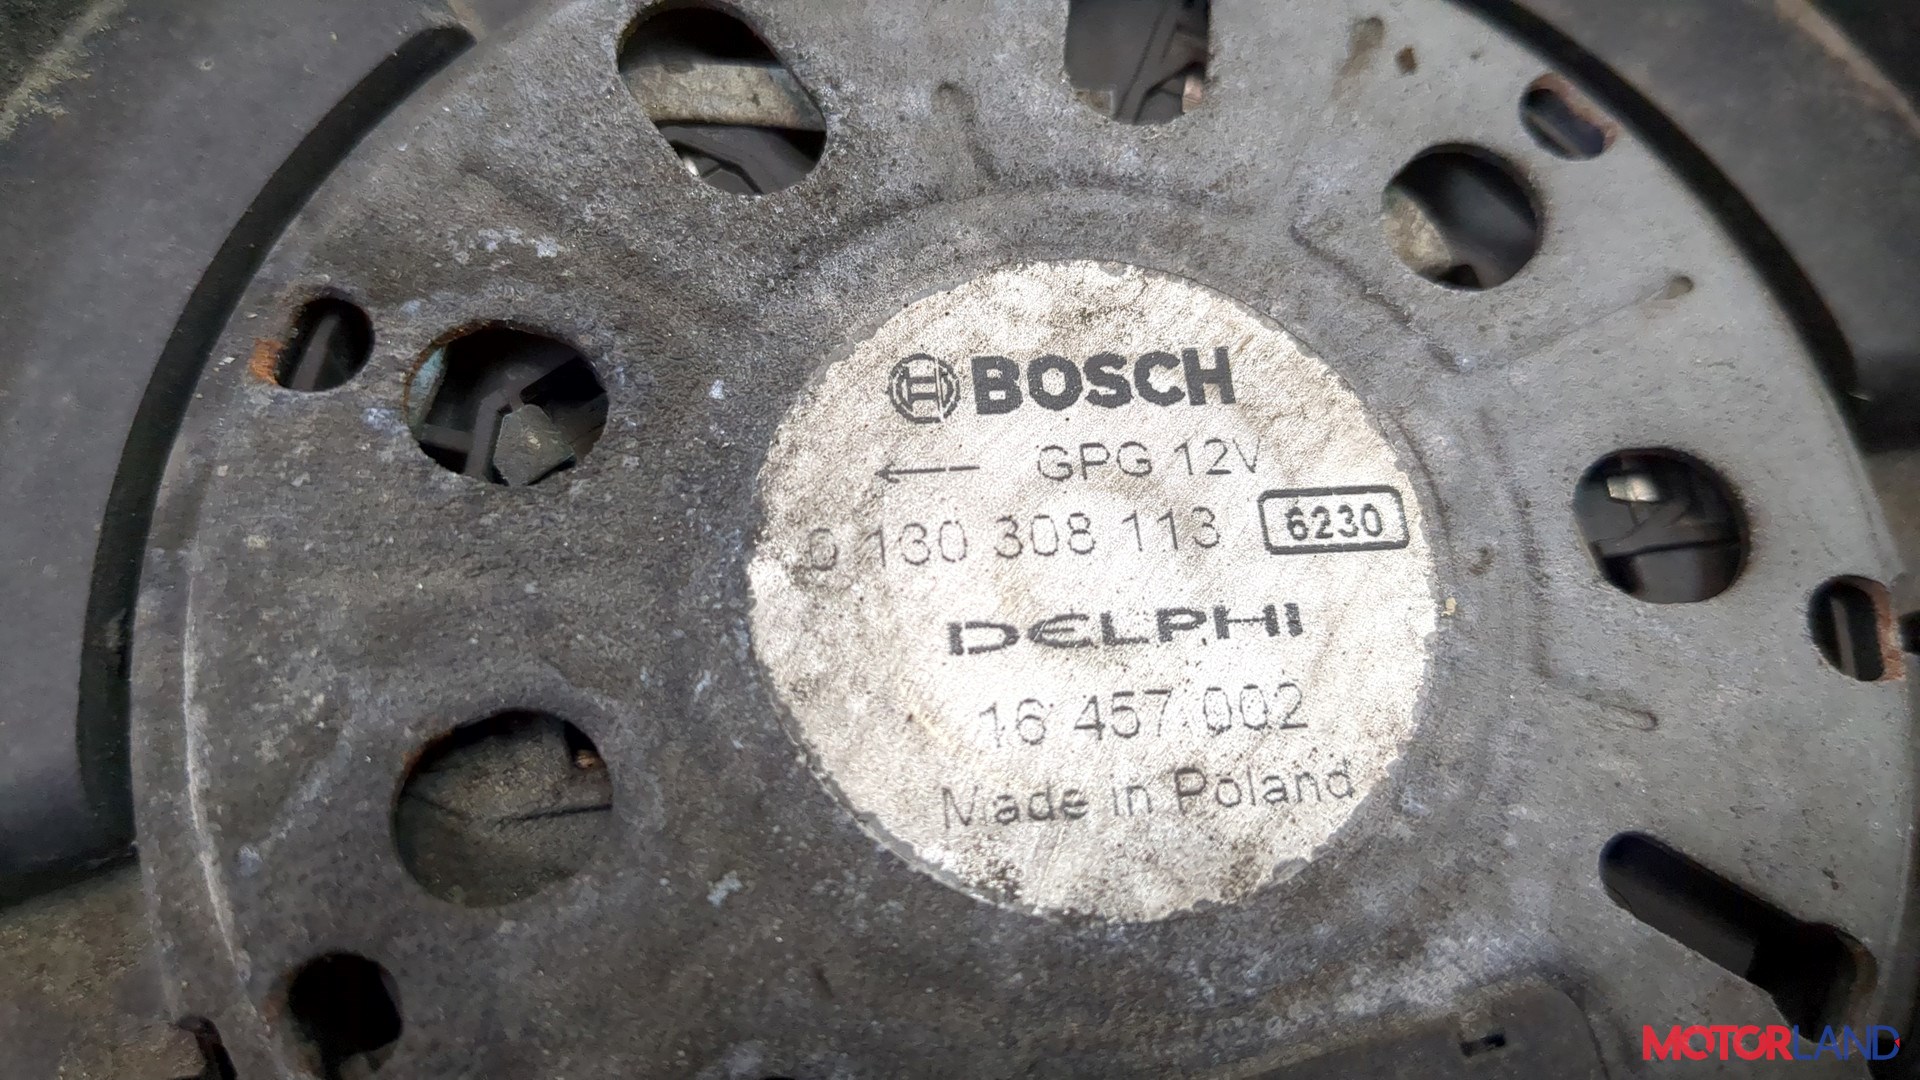 BOSCH
GPG 12V
0 130 308 113 6230
DELPHI
16 457 002
Made in Poland
MOTORLAND